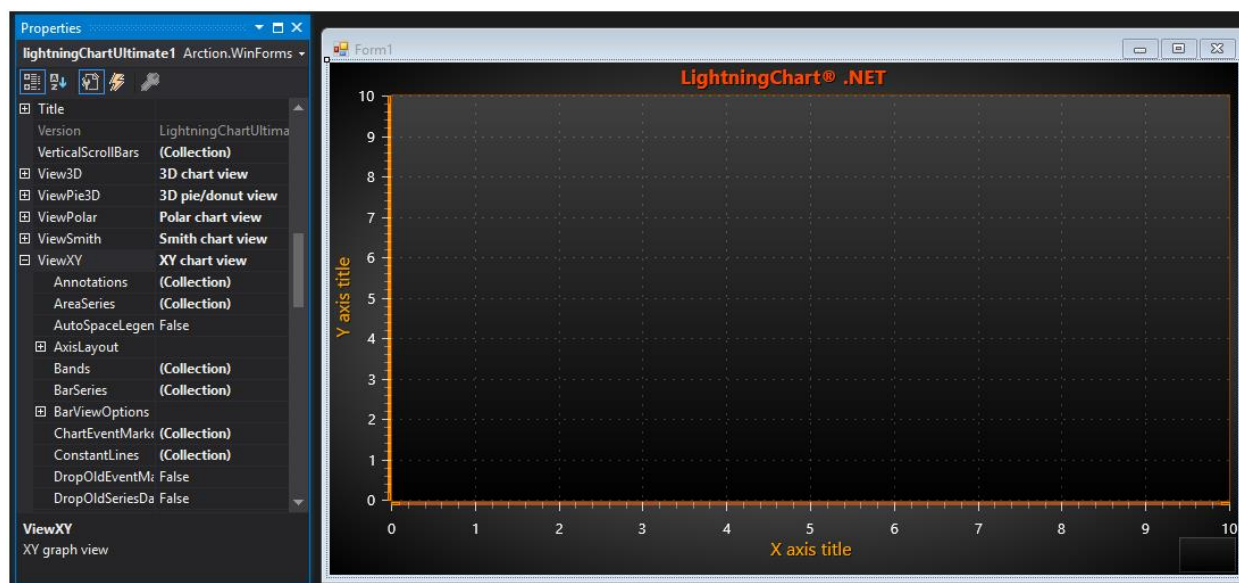 Properties
lightningChartUltimate1 Arction.WinForms
Title
Version LightningChartUltima
VerticalScrollBars (Collection)
View3D 3D chart view
ViewPie3D 3D pie/donut view
ViewPolar Polar chart view
ViewSmith Smith chart view
ViewXY XY chart view
Annotations (Collection)
AreaSeries (Collection)
AutoSpaceLegen False
AxisLayout
Bands (Collection)
BarSeries (Collection)
BarViewOptions
ChartEventMarke (Collection)
ConstantLines (Collection)
DropOldEventMa False
DropOldSeriesDa False
ViewXY
XY graph view
Form1
LightningChart® .NET
10
9
8
7
6
5
4
3
2
1
0
Y axis title
0 1 2 3 4 5 6 7 8 9 10
X axis title